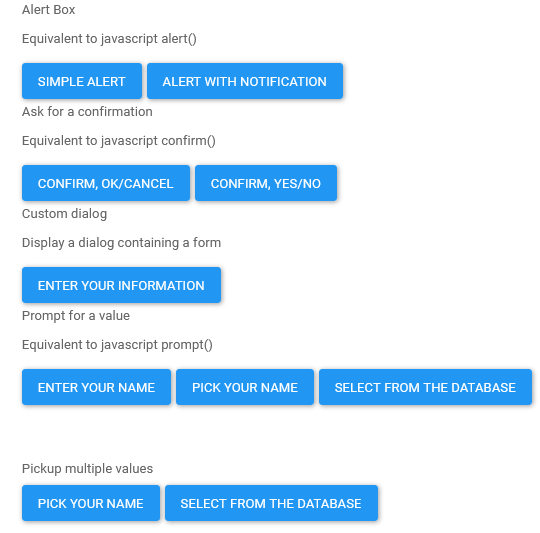 Alert Box
Equivalent to javascript alert()
SIMPLE ALERT ALERT WITH NOTIFICATION
Ask for a confirmation
Equivalent to javascript confirm()
CONFIRM, OK/CANCEL CONFIRM, YES/NO
Custom dialog
Display a dialog containing a form
ENTER YOUR INFORMATION
Prompt for a value
Equivalent to javascript prompt()
ENTER YOUR NAME PICK YOUR NAME SELECT FROM THE DATABASE
Pickup multiple values
PICK YOUR NAME SELECT FROM THE DATABASE